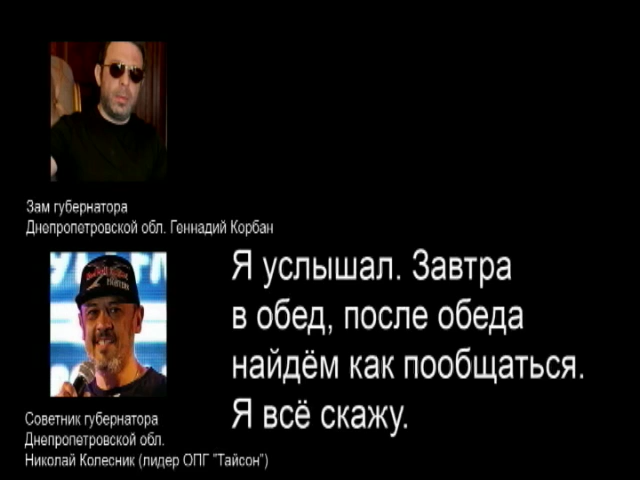 Зам губернатора
Днепропетровской обл. Геннадий Корбан
Я услышал. Завтра
в обед, после обеда
найдём как пообщаться.
Я всё скажу.
Советник губернатора
Днепропетровской обл.
Николай Колесник (лидер ОПГ "Тайсон")